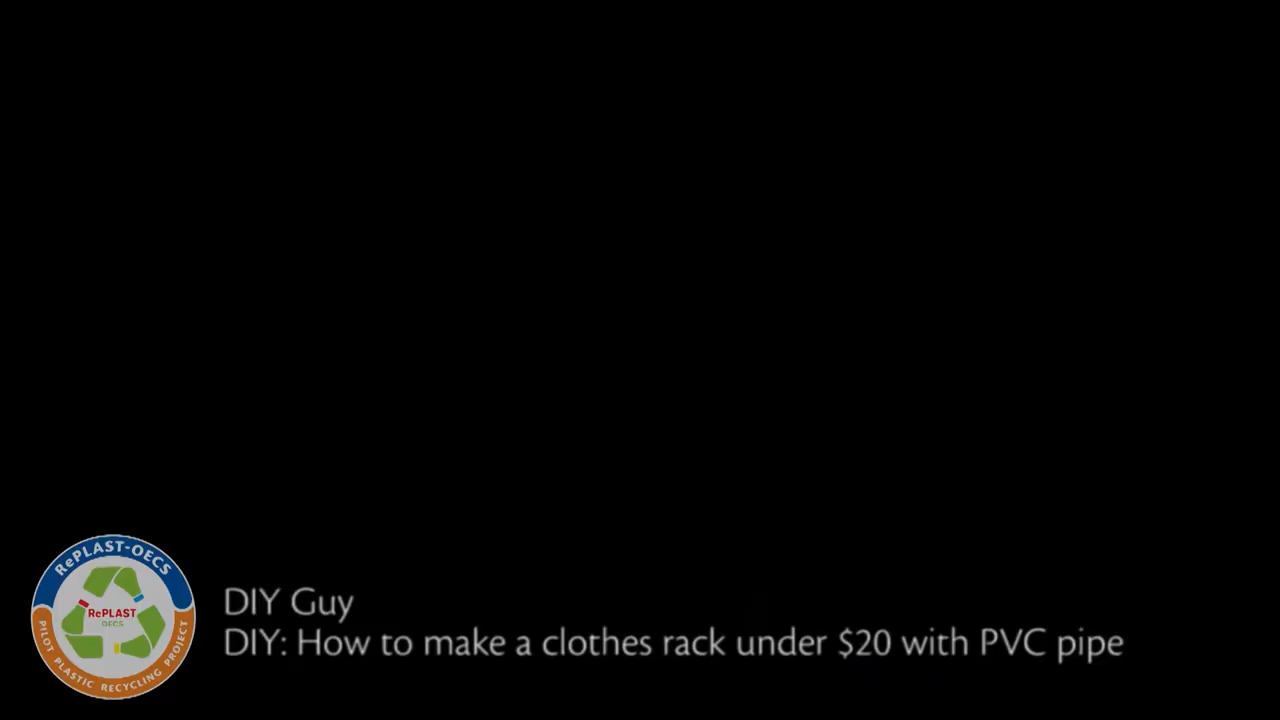 RePLAST-OECS
RePLAST
OECS
PILOT PLASTIC RECYCLING PROJECT
DIY Guy
DIY: How to make a clothes rack under $20 with PVC pipe